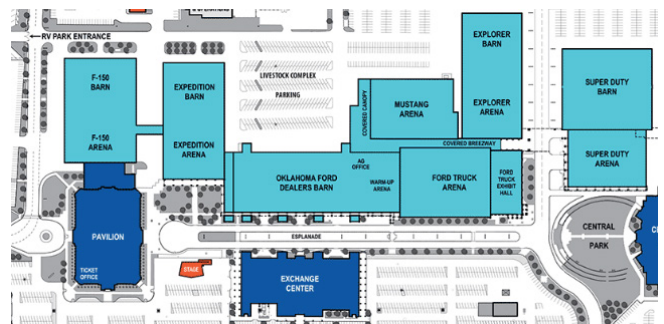 RV PARK ENTRANCE
F-150
BARN
F-150
ARENA
EXPEDITION
BARN
EXPEDITION
ARENA
LIVESTOCK COMPLEX
PARKING
COVERED CANOPY
MUSTANG
ARENA
EXPLORER
BARN
EXPLORER
ARENA
COVERED BREEZWAY
SUPER DUTY
BARN
SUPER DUTY
ARENA
OKLAHOMA FORD
DEALERS BARN
AG
OFFICE
WARM-UP
ARENA
FORD TRUCK
ARENA
FORD
TRUCK
EXHIBIT
HALL
PAVILION
TICKET
OFFICE
STAGE
ESPLANADE
EXCHANGE
CENTER
CENTRAL
PARK